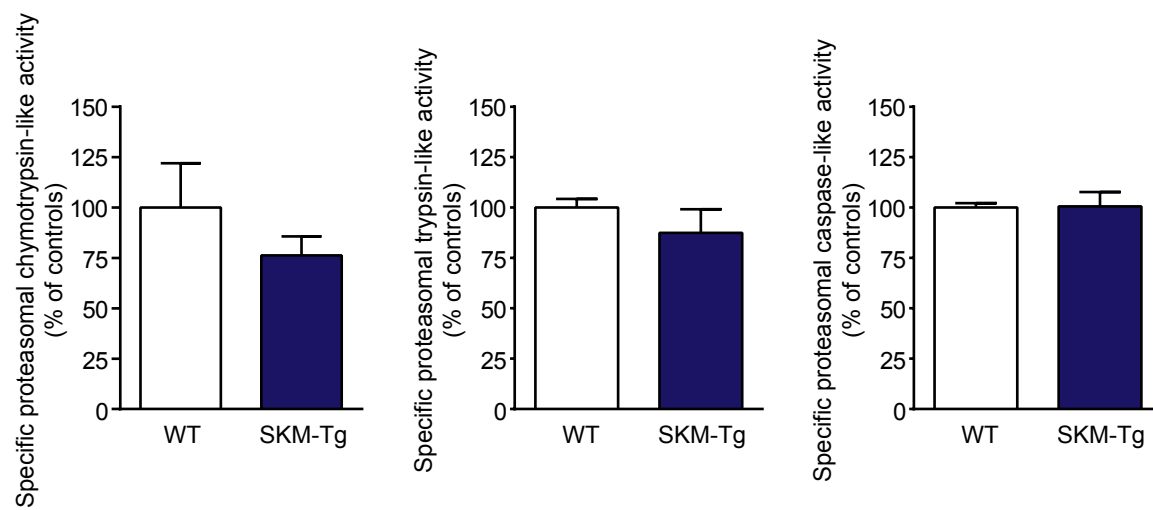 Specific proteasomal chymotrypsin-like activity
(% of controls)
150
125
100
75
50
25
0
WT
SKM-Tg
Specific proteasomal trypsin-like activity
(% of controls)
150
125
100
75
50
25
0
WT
SKM-Tg
Specific proteasomal caspase-like activity
(% of controls)
150
125
100
75
50
25
0
WT
SKM-Tg